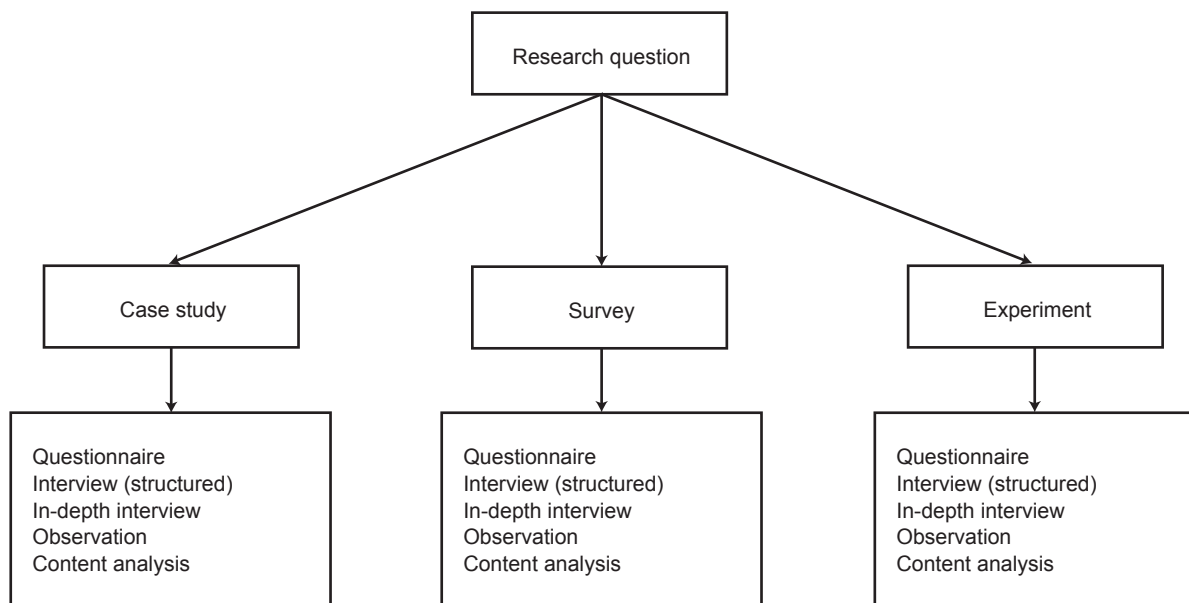 Research question
Case study
Survey
Experiment
Questionnaire
Interview (structured)
In-depth interview
Observation
Content analysis
Questionnaire
Interview (structured)
In-depth interview
Observation
Content analysis
Questionnaire
Interview (structured)
In-depth interview
Observation
Content analysis